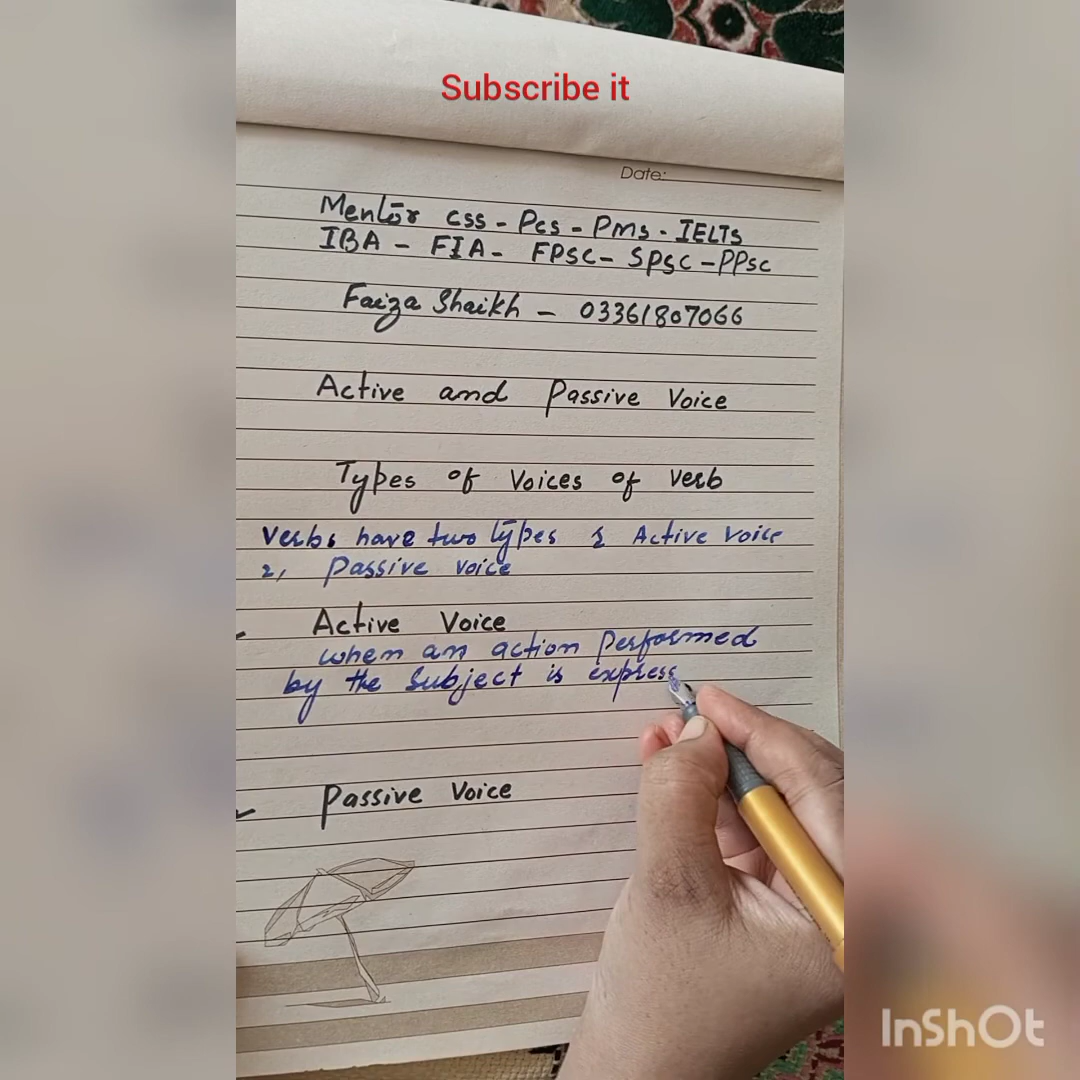 Subscribe it
Date:
Mentor CSS - PCS - PMS - IELTS
IBA - FIA - FPSC - SPSC - PPSC
Faiza Shaikh - 03361807066
Active and Passive Voice
Types of Voices of verb
Verbs have two types 1 Active voice
2, Passive voice
Active Voice
when an action performed
by the subject is express
Passive Voice
InShOt